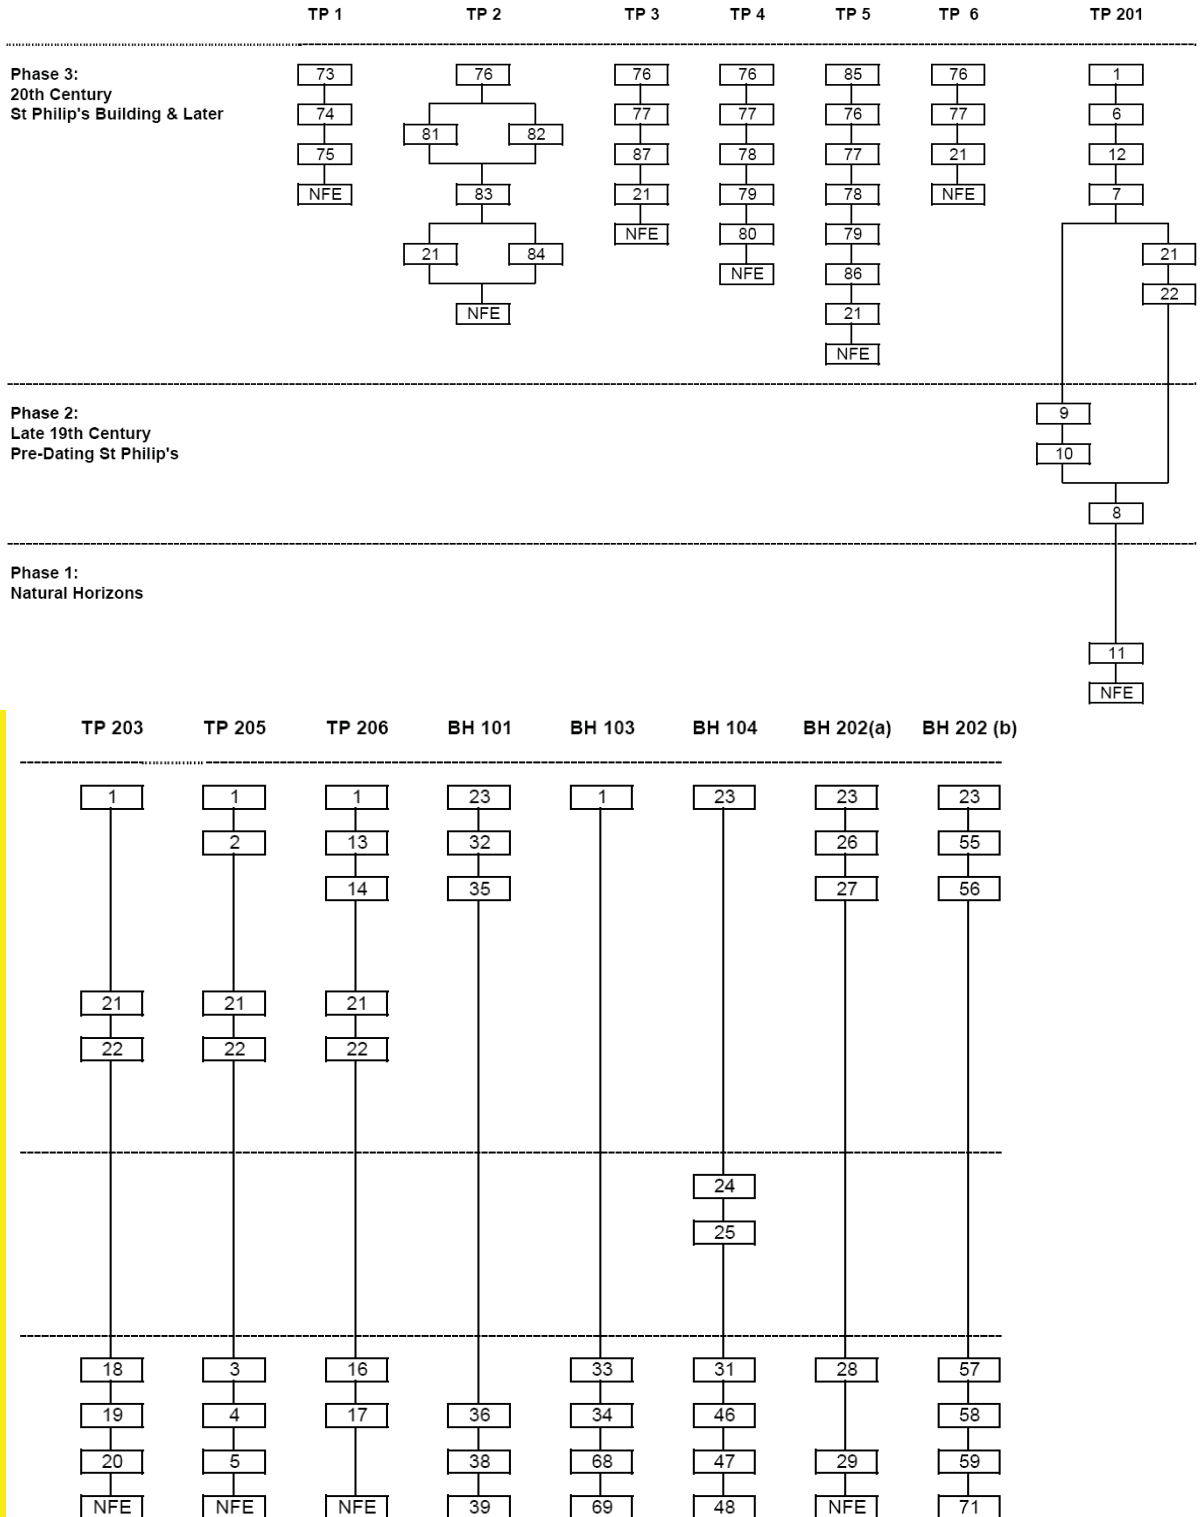 TP 1 TP 2 TP 3 TP 4 TP 5 TP 6 TP 201
Phase 3:
20th Century
St Philip's Building & Later
73 76 76 76 85 76 1
74 77 77 76 77 6
81 82
75 87 78 77 21 12
NFE 83 21 79 78 NFE 7
NFE 80 79
21 84 21
NFE 86
22
NFE 21
NFE
Phase 2:
Late 19th Century
Pre-Dating St Philip's
9
10
8
Phase 1:
Natural Horizons
11
NFE
TP 203 TP 205 TP 206 BH 101 BH 103 BH 104 BH 202(a) BH 202 (b)
1 1 1 23 1 23 23 23
2 13 32 26 55
14 35 27 56
21 21 21
22 22 22
24
25
18 3 16 33 31 28 57
19 4 17 36 34 46 58
20 5 38 68 47 29 59
NFE NFE NFE 39 69 48 NFE 71